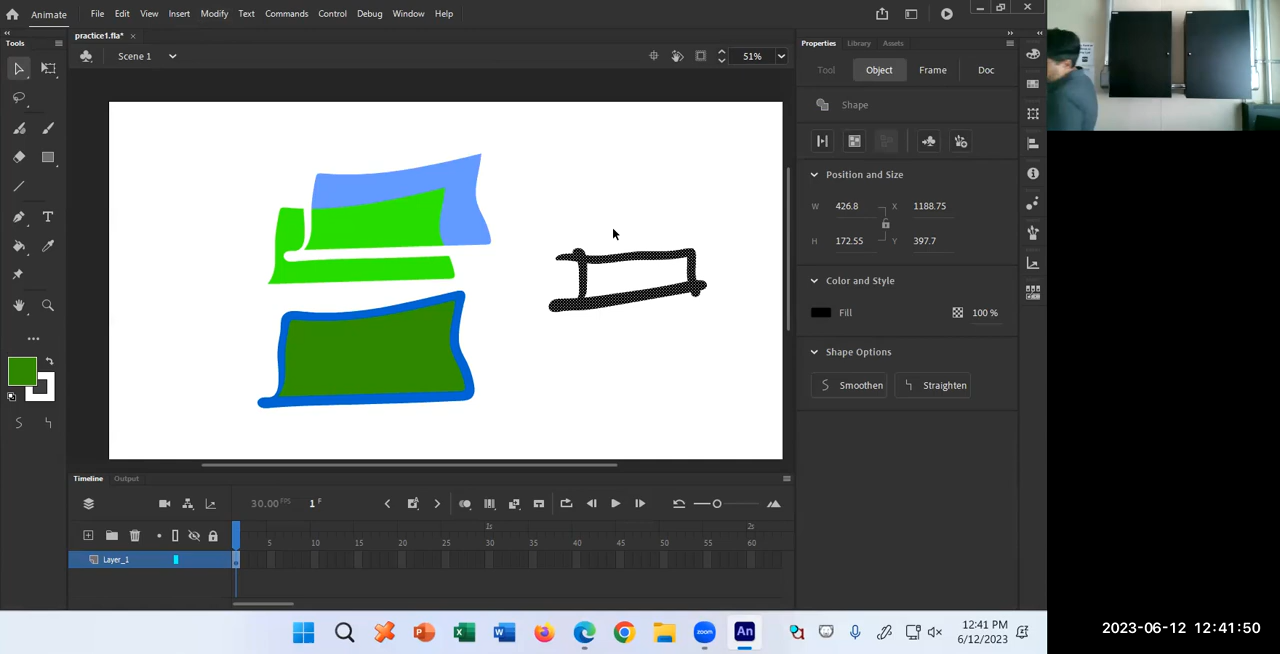 Animate
File Edit View Insert Modify Text Commands Control Debug Window Help
practice1.fla*
Tools
Scene 1
51%
Properties Library Assets
Tool Object Frame Doc
Shape
Position and Size
W 426.8 X 1188.75
H 172.55 Y 397.7
Color and Style
Fill 100 %
Shape Options
Smoothen Straighten
Timeline Output
30.00 FPS 1 F
1s 2s
5 10 15 20 25 30 35 40 45 50 55 60
Layer_1
12:41 PM
6/12/2023
2023-06-12 12:41:50